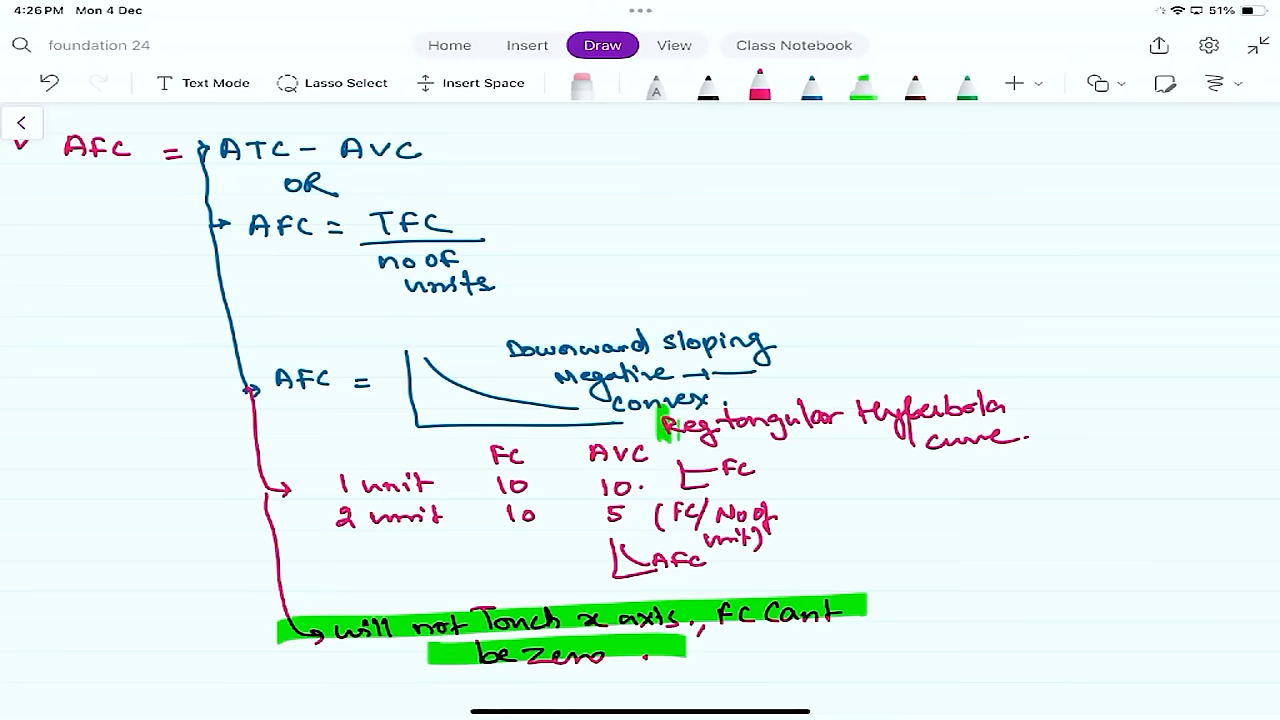 4:26 PM Mon 4 Dec
51%
foundation 24
Home Insert Draw View Class Notebook
Text Mode Lasso Select Insert Space
AFC = ATC - AVC
OR
AFC = TFC
no of
units
Downward sloping
AFC = Negative
convex.
Regtangular Hyberbola
curve.
FC AVC
FC
1 unit 10 10.
2 unit 10 5 (FC/No of
unit)
AFC
will not Touch x axis, FC Cant
be zero.